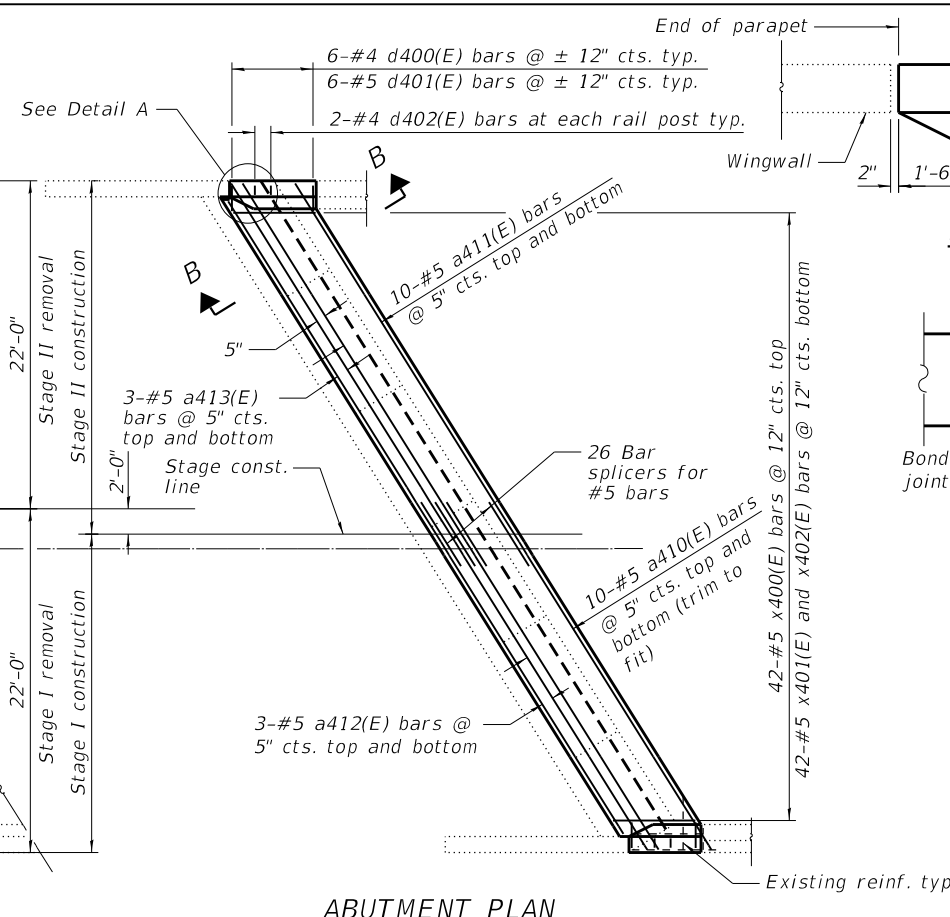 End of parapet
6-#4 d400(E) bars @ ± 12" cts. typ.
6-#5 d401(E) bars @ ± 12" cts. typ.
See Detail A
2-#4 d402(E) bars at each rail post typ.
B
Wingwall
2"
1'-6
B
10-#5 a411(E) bars
@ 5" cts. top and bottom
22'-0"
Stage II removal
Stage II construction
5"
3-#5 a413(E)
bars @ 5" cts.
top and bottom
2'-0"
Stage const.
line
26 Bar
splicers for
#5 bars
42-#5 x400(E) bars @ 12" cts. top
42-#5 x401(E) and x402(E) bars @ 12" cts. bottom
Bond
joint
10-#5 a410(E) bars
@ 5" cts. top and
bottom (trim to
fit)
22'-0"
Stage I removal
Stage I construction
3-#5 a412(E) bars @
5" cts. top and bottom
Existing reinf. typ
ABUTMENT PLAN